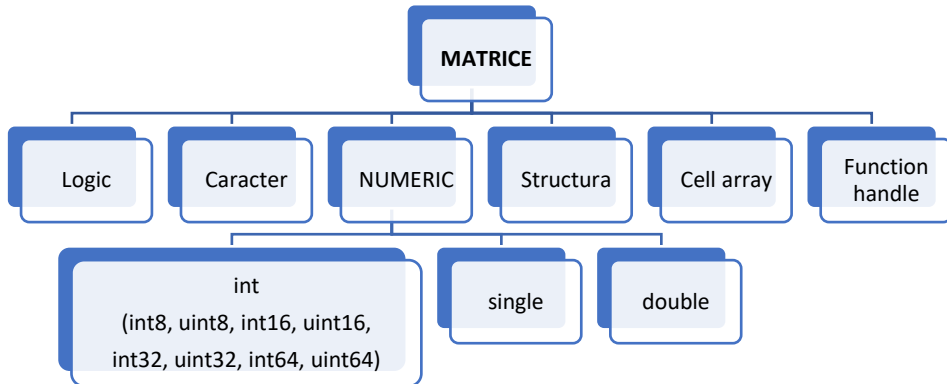 MATRICE
Logic
Caracter
NUMERIC
Structura
Cell array
Function
handle
int
(int8, uint8, int16, uint16,
int32, uint32, int64, uint64)
single
double